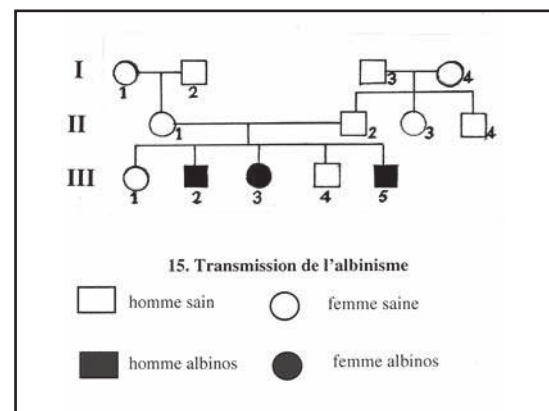 I
1
2
3
4
II
1
2
3
4
III
1
2
3
4
5
15. Transmission de l'albinisme
homme sain
femme saine
homme albinos
femme albinos